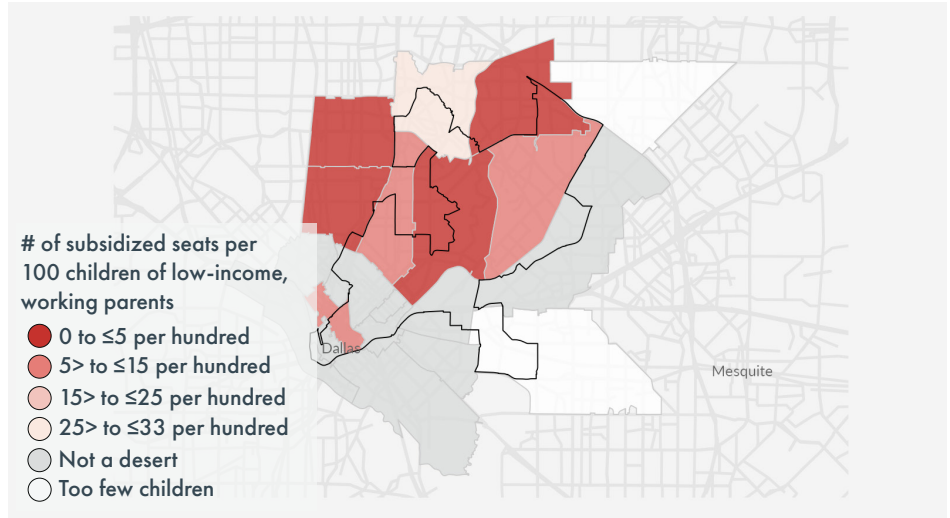 # of subsidized seats per
100 children of low-income,
working parents
0 to ≤5 per hundred
5> to ≤15 per hundred
15> to ≤25 per hundred
25> to ≤33 per hundred
Not a desert
Too few children
Dallas
Mesquite